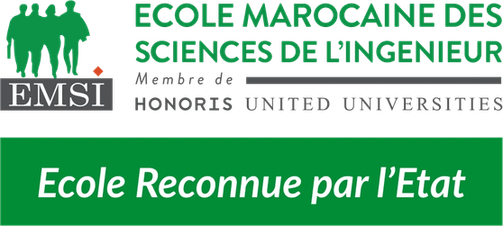 ECOLE MAROCAINE DES
SCIENCES DE L'INGENIEUR
Membre de
EMSI
HONORIS UNITED UNIVERSITIES
Ecole Reconnue par l'Etat